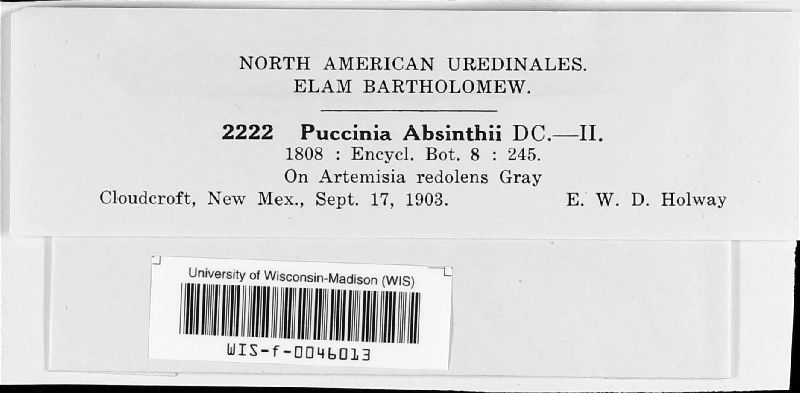 NORTH AMERICAN UREDINALES.
ELAM BARTHOLOMEW.
2222 Puccinia Absinthii DC.—II.
1808 : Encycl. Bot. 8 : 245.
On Artemisia redolens Gray
Cloudcroft, New Mex., Sept. 17, 1903. E. W. D. Holway
University of Wisconsin-Madison (WIS)
WIS-f-0046013